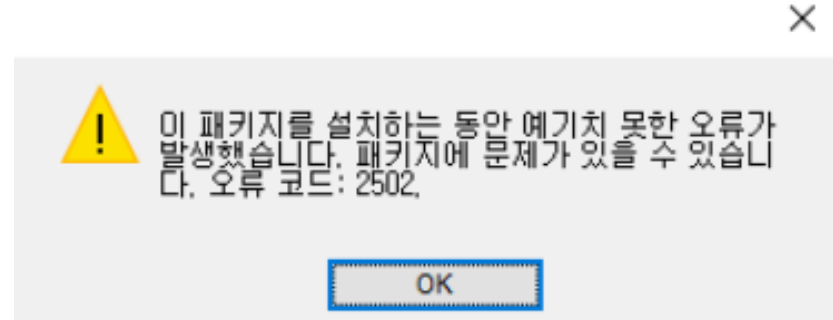 이 패키지를 설치하는 동안 예기치 못한 오류가
발생했습니다. 패키지에 문제가 있을 수 있습니
다. 오류 코드: 2502.
OK